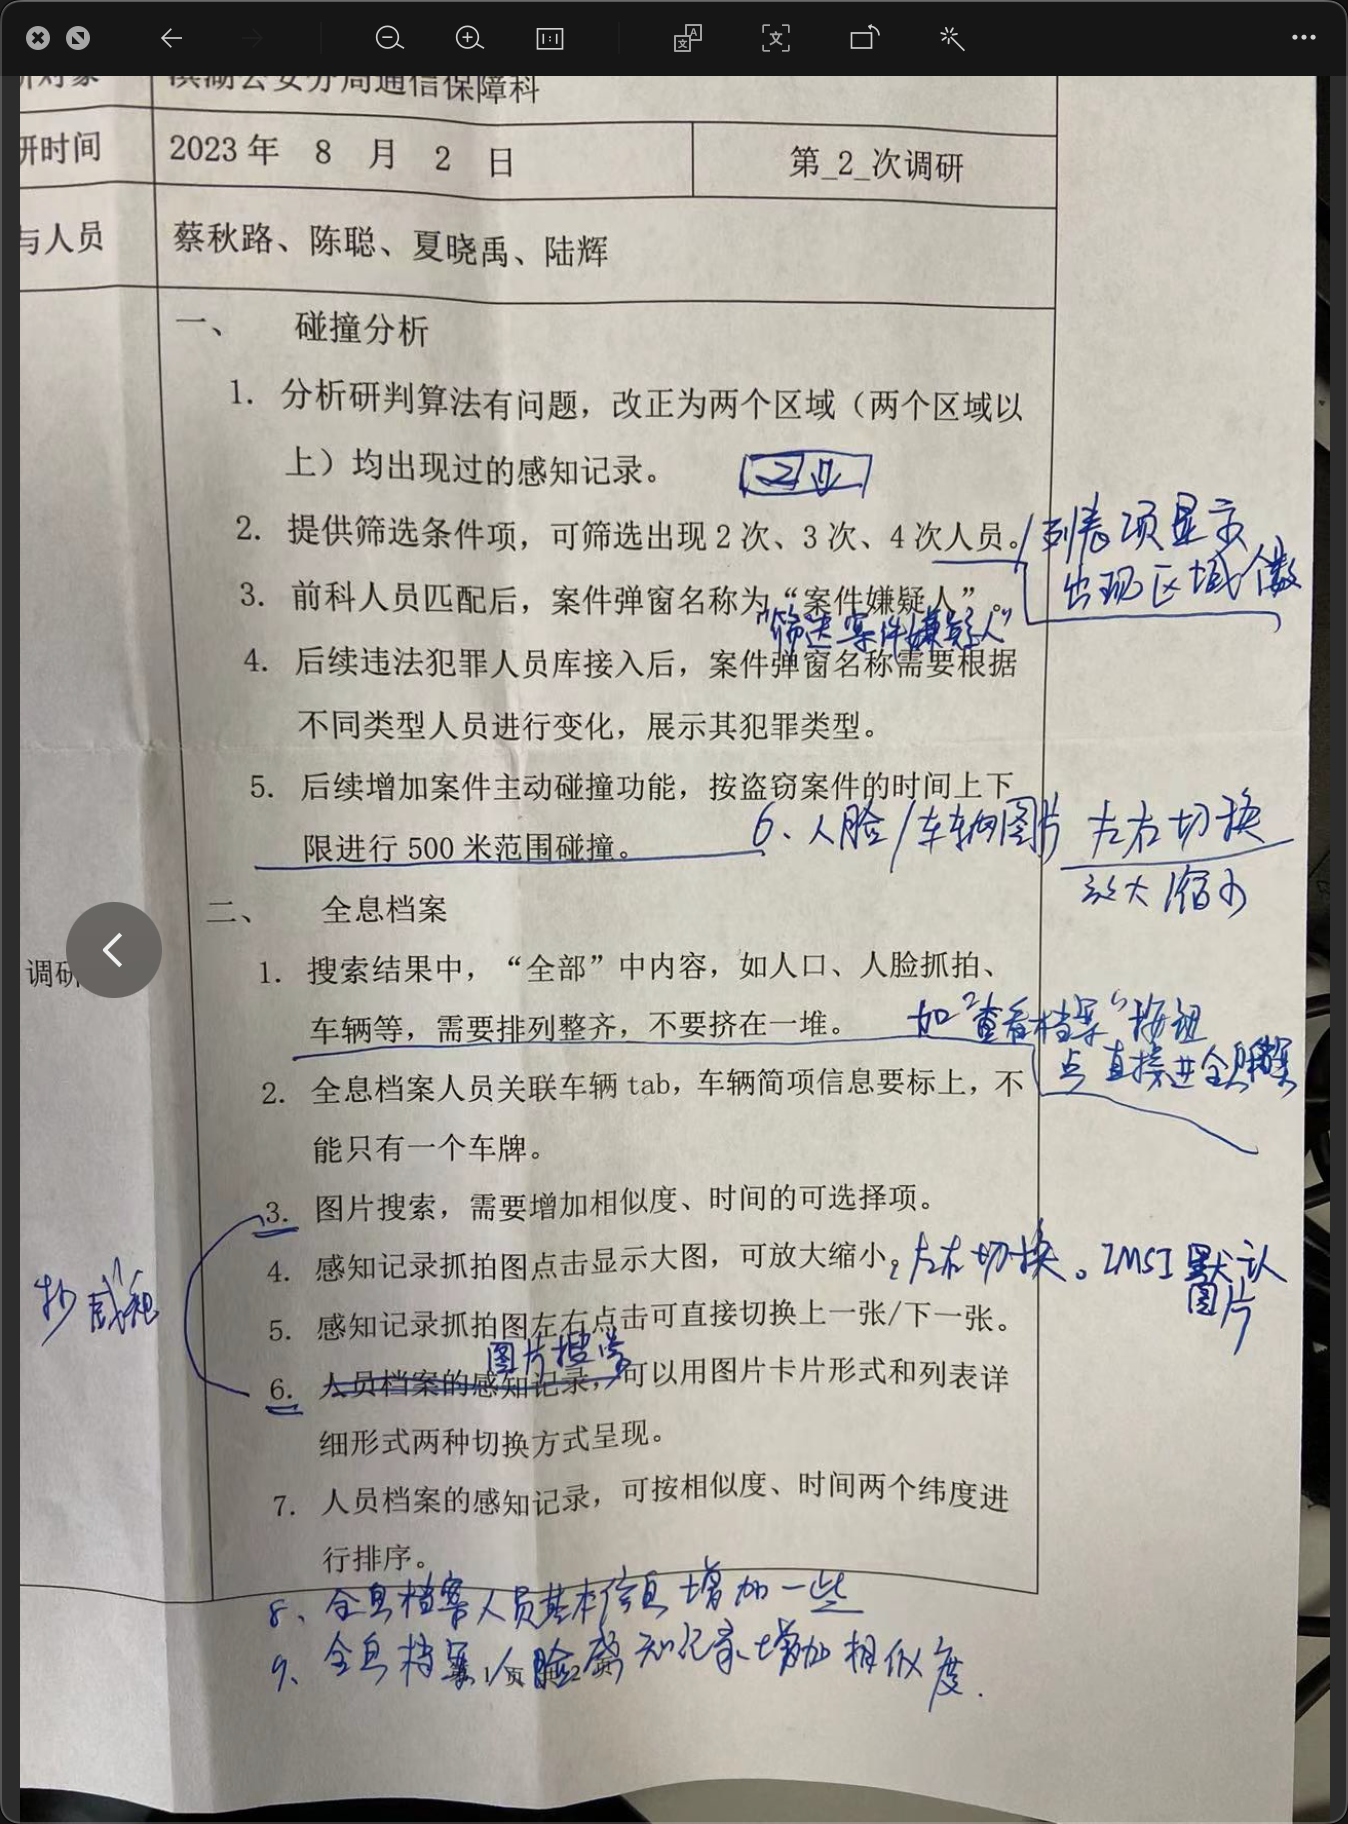 滨湖公安分局通信保障科
研时间 2023 年 8 月 2 日 第_2_次调研
与人员 蔡秋路、陈聪、夏晓禹、陆辉
一、 碰撞分析
1. 分析研判算法有问题，改正为两个区域（两个区域以
上）均出现过的感知记录。
2. 提供筛选条件项，可筛选出现 2 次、3 次、4 次人员。
列表项显示
出现区域个数
3. 前科人员匹配后，案件弹窗名称为“案件嫌疑人”。
“筛选案件嫌疑人”
4. 后续违法犯罪人员库接入后，案件弹窗名称需要根据
不同类型人员进行变化，展示其犯罪类型。
5. 后续增加案件主动碰撞功能，按盗窃案件的时间上下
限进行 500 米范围碰撞。
6、人脸/车辆图片 左右切换
放大缩小
二、 全息档案
调研
1. 搜索结果中，“全部”中内容，如人口、人脸抓拍、
车辆等，需要排列整齐，不要挤在一堆。
加“查看档案”按钮
点直接进全息档案
2. 全息档案人员关联车辆 tab，车辆简项信息要标上，不
能只有一个车牌。
3. 图片搜索，需要增加相似度、时间的可选择项。
4. 感知记录抓拍图点击显示大图，可放大缩小，左右切换。IMSI默认
图片
5. 感知记录抓拍图左右点击可直接切换上一张/下一张。
图片搜索
6. 人员档案的感知记录，可以用图片卡片形式和列表详
细形式两种切换方式呈现。
7. 人员档案的感知记录，可按相似度、时间两个纬度进
行排序。
8、全息档案人员基本信息增加一些
9、全息档案人脸感知记录增加相似度.
第 1 页 共 2 页